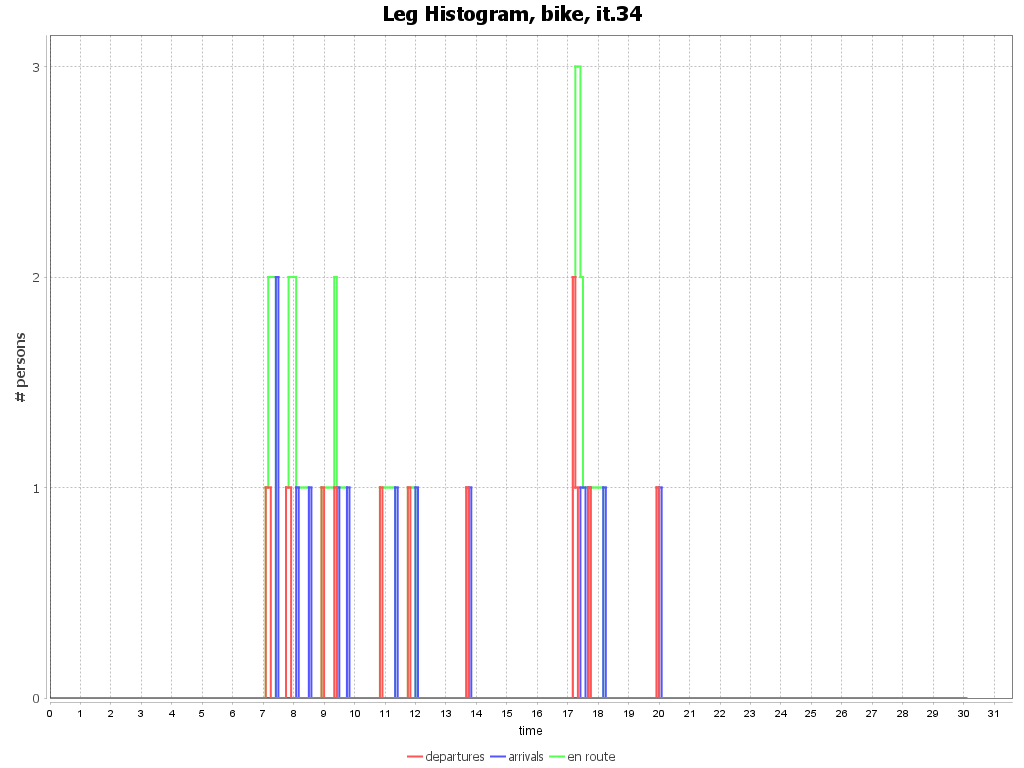 Leg Histogram, bike, it.34
3
2
1
0
# persons
0 1 2 3 4 5 6 7 8 9 10 11 12 13 14 15 16 17 18 19 20 21 22 23 24 25 26 27 28 29 30 31
time
departures arrivals en route